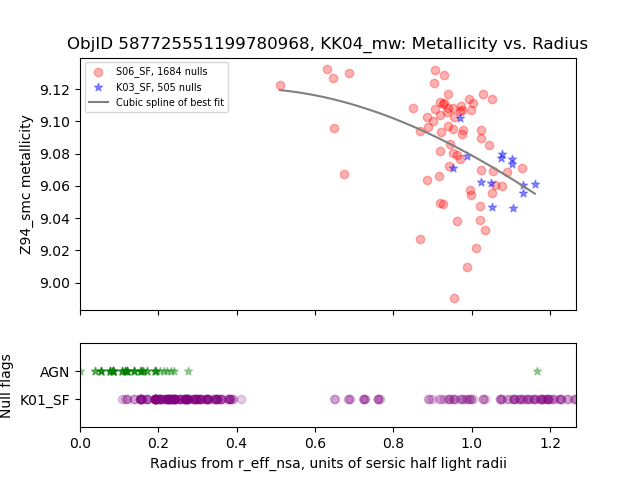 ObjID 587725551199780968, KK04_mw: Metallicity vs. Radius
S06_SF, 1684 nulls
K03_SF, 505 nulls
Cubic spline of best fit
9.12
9.10
9.08
9.06
9.04
9.02
9.00
Z94_smc metallicity
AGN
K01_SF
Null flags
0.0 0.2 0.4 0.6 0.8 1.0 1.2
Radius from r_eff_nsa, units of sersic half light radii